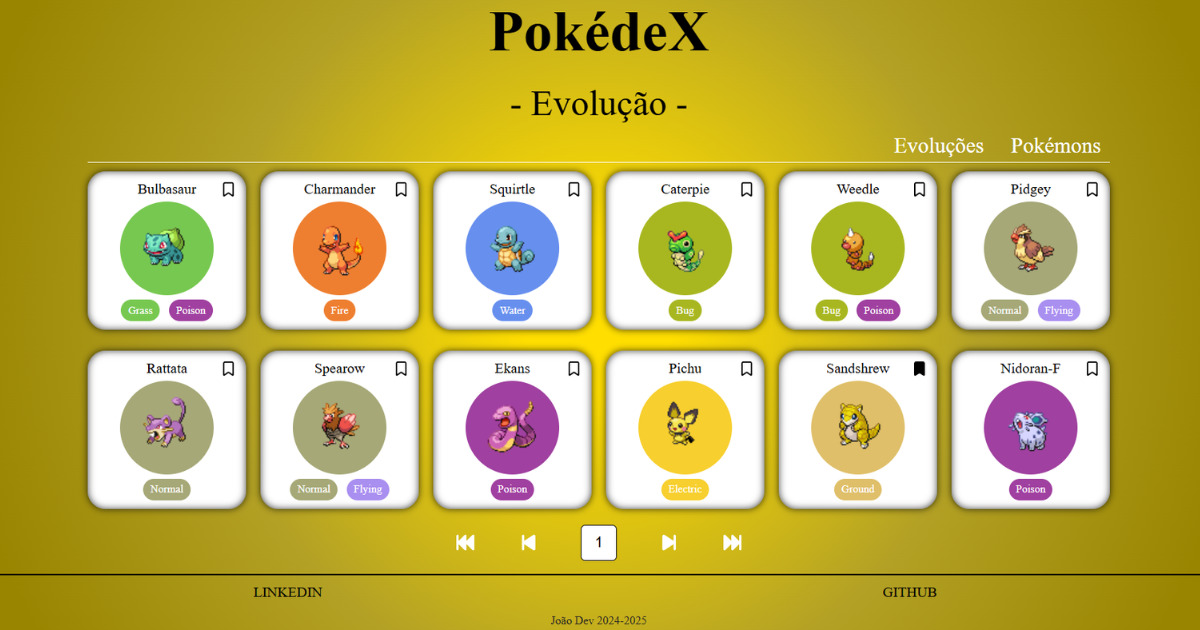 PokédeX
- Evolução -
Evoluções Pokémons
Bulbasaur Charmander Squirtle Caterpie Weedle Pidgey
Grass Poison Fire Water Bug Bug Poison Normal Flying
Rattata Spearow Ekans Pichu Sandshrew Nidoran-F
Normal Normal Flying Poison Electric Ground Poison
1
LINKEDIN GITHUB
João Dev 2024-2025